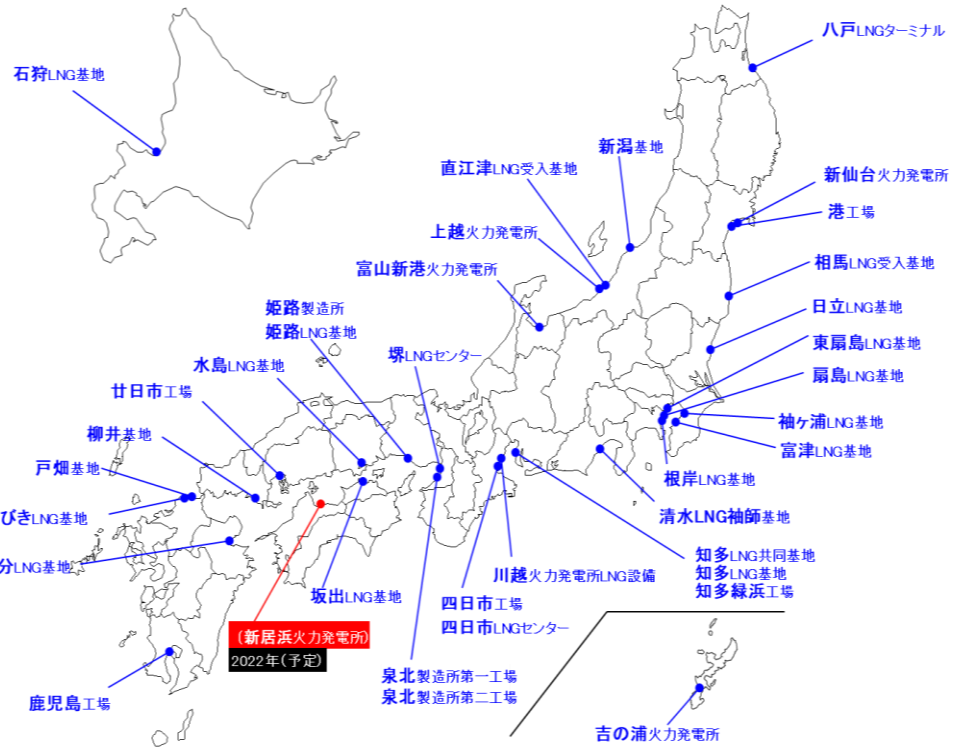 八戸LNGターミナル
石狩LNG基地
新潟基地
直江津LNG受入基地
新仙台火力発電所
港工場
上越火力発電所
富山新港火力発電所
相馬LNG受入基地
姫路製造所
姫路LNG基地
日立LNG基地
東扇島LNG基地
堺LNGセンター
水島LNG基地
扇島LNG基地
廿日市工場
袖ヶ浦LNG基地
柳井基地
富津LNG基地
戸畑基地
根岸LNG基地
びきLNG基地
清水LNG袖師基地
分LNG基地
知多LNG共同基地
知多LNG基地
知多緑浜工場
川越火力発電所LNG設備
坂出LNG基地
四日市工場
四日市LNGセンター
(新居浜火力発電所)
2022年(予定)
泉北製造所第一工場
泉北製造所第二工場
鹿児島工場
吉の浦火力発電所